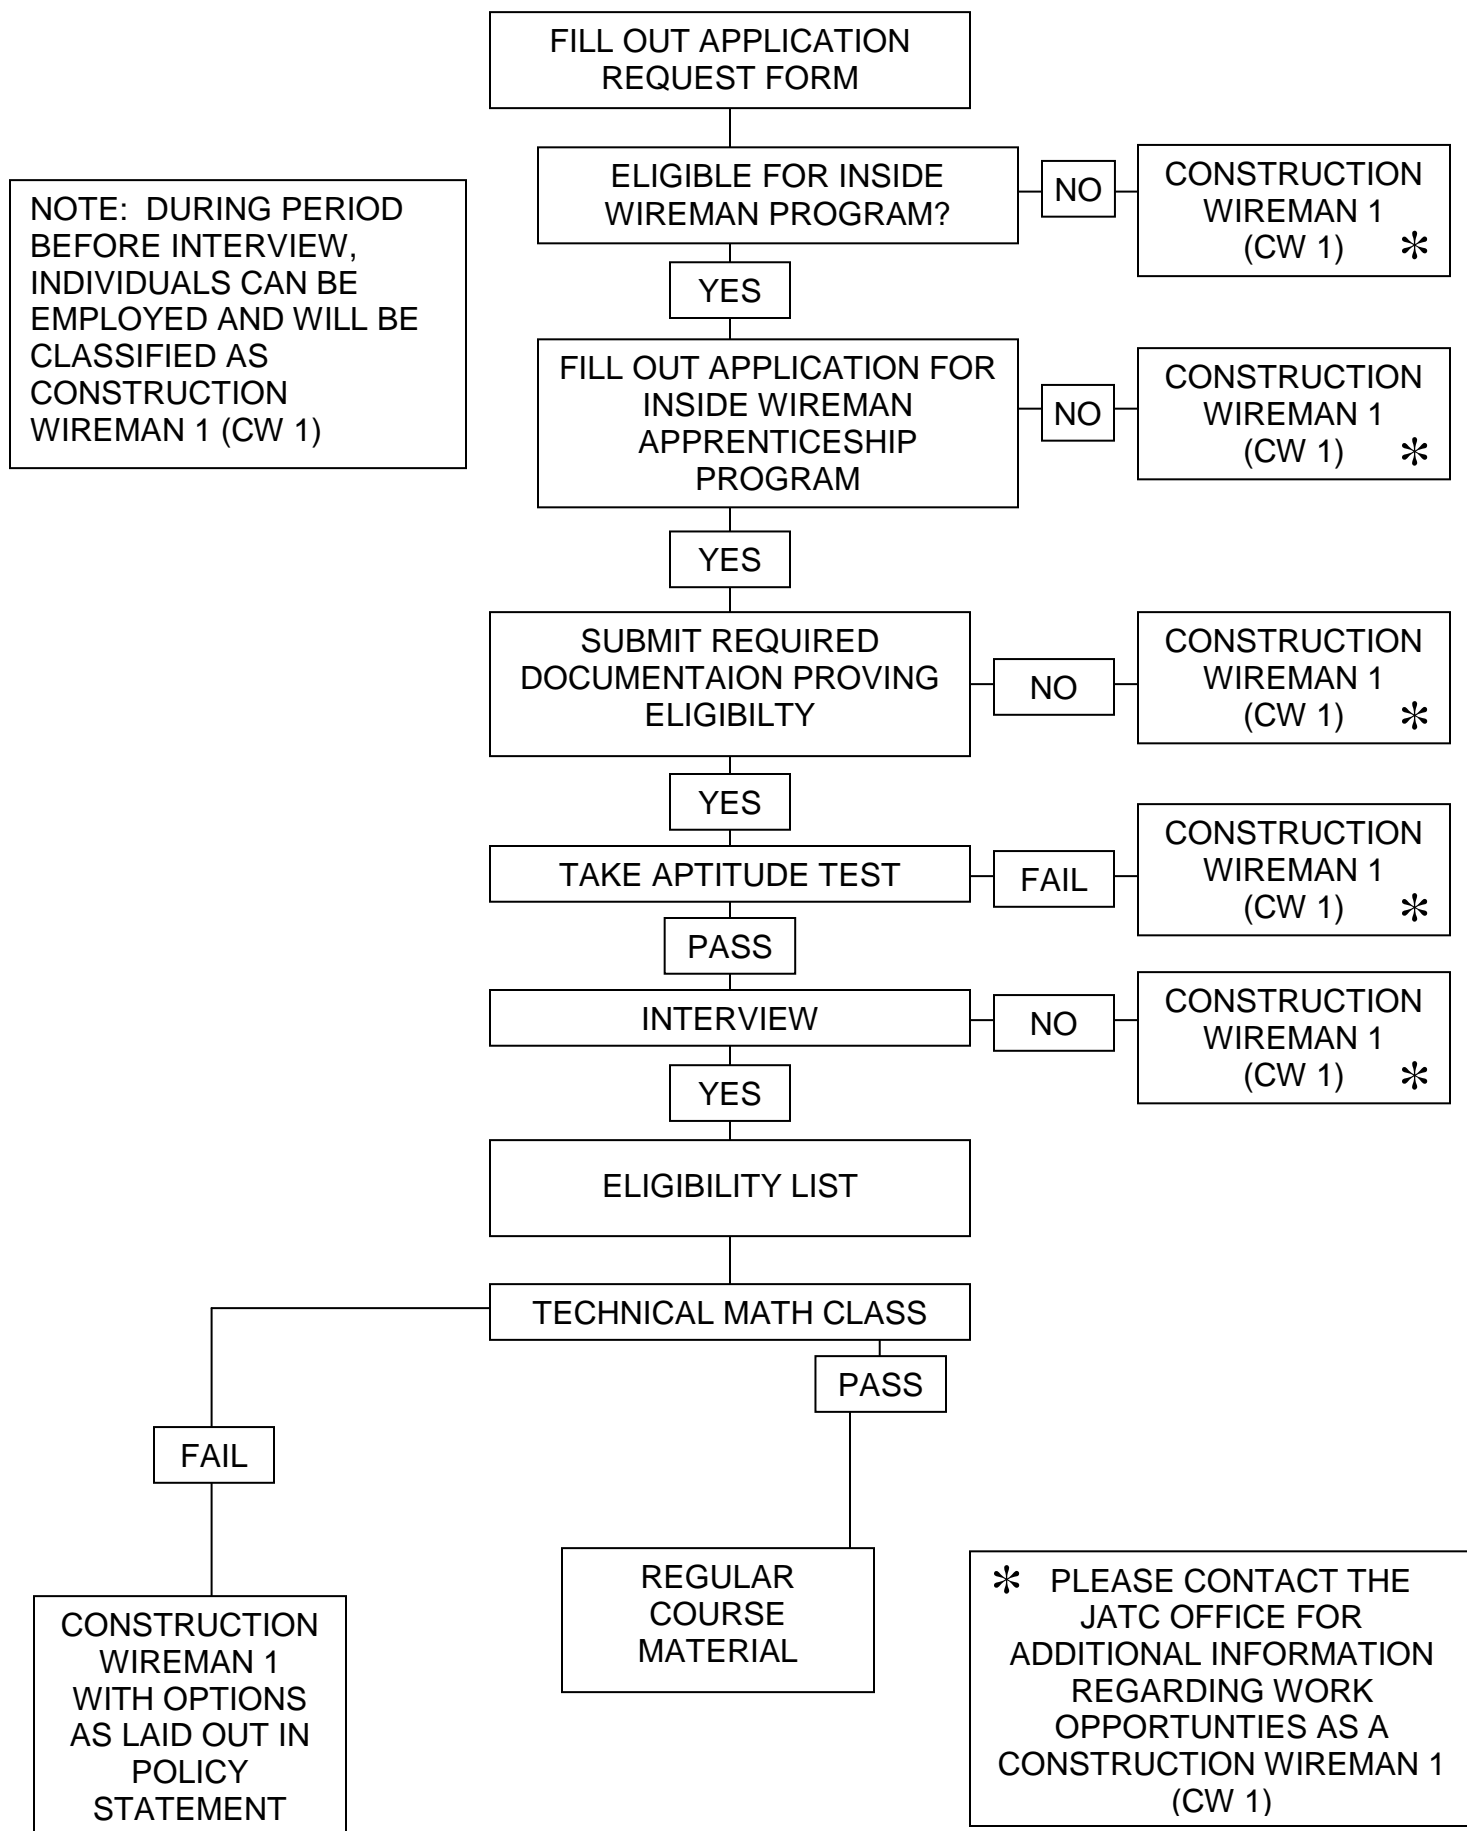 FILL OUT APPLICATION
REQUEST FORM
ELIGIBLE FOR INSIDE
WIREMAN PROGRAM?
NO
CONSTRUCTION
WIREMAN 1
(CW 1) *
NOTE: DURING PERIOD
BEFORE INTERVIEW,
INDIVIDUALS CAN BE
EMPLOYED AND WILL BE
CLASSIFIED AS
CONSTRUCTION
WIREMAN 1 (CW 1)
YES
FILL OUT APPLICATION FOR
INSIDE WIREMAN
APPRENTICESHIP
PROGRAM
NO
CONSTRUCTION
WIREMAN 1
(CW 1) *
YES
SUBMIT REQUIRED
DOCUMENTAION PROVING
ELIGIBILTY
NO
CONSTRUCTION
WIREMAN 1
(CW 1) *
YES
TAKE APTITUDE TEST
FAIL
CONSTRUCTION
WIREMAN 1
(CW 1) *
PASS
INTERVIEW
NO
CONSTRUCTION
WIREMAN 1
(CW 1) *
YES
ELIGIBILITY LIST
TECHNICAL MATH CLASS
PASS
FAIL
REGULAR
COURSE
MATERIAL
CONSTRUCTION
WIREMAN 1
WITH OPTIONS
AS LAID OUT IN
POLICY
STATEMENT
* PLEASE CONTACT THE
JATC OFFICE FOR
ADDITIONAL INFORMATION
REGARDING WORK
OPPORTUNTIES AS A
CONSTRUCTION WIREMAN 1
(CW 1)